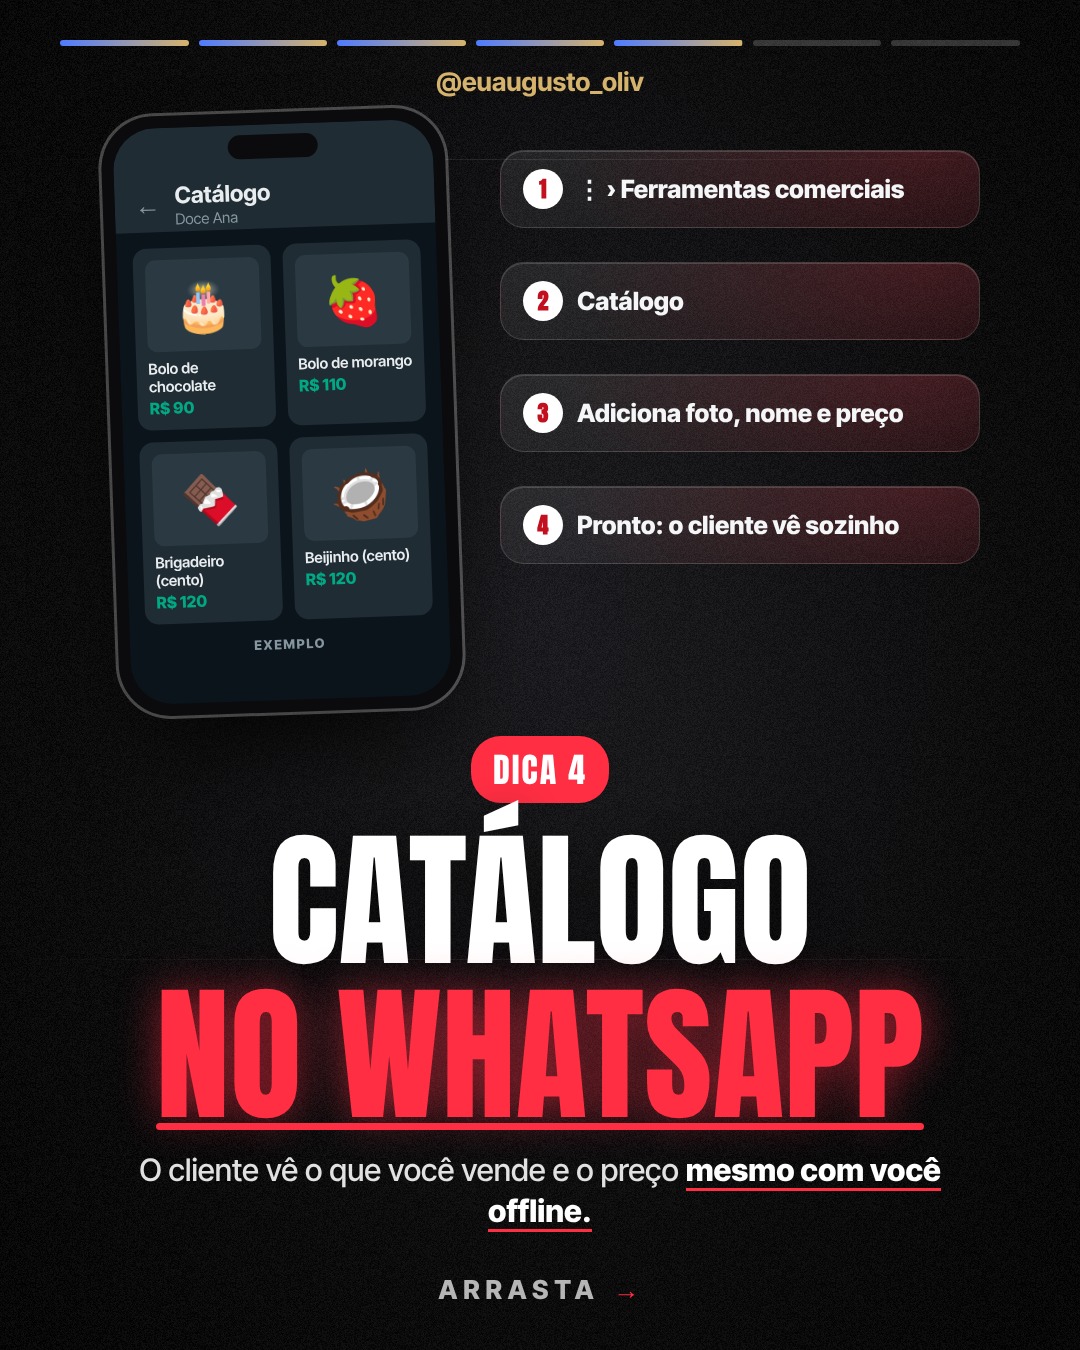 @euaugusto_oliv
← Catálogo
Doce Ana
Bolo de
chocolate
R$ 90
Bolo de morango
R$ 110
Brigadeiro
(cento)
R$ 120
Beijinho (cento)
R$ 120
EXEMPLO
1 ⋮ › Ferramentas comerciais
2 Catálogo
3 Adiciona foto, nome e preço
4 Pronto: o cliente vê sozinho
DICA 4
CATÁLOGO
NO WHATSAPP
O cliente vê o que você vende e o preço mesmo com você
offline.
ARRASTA →